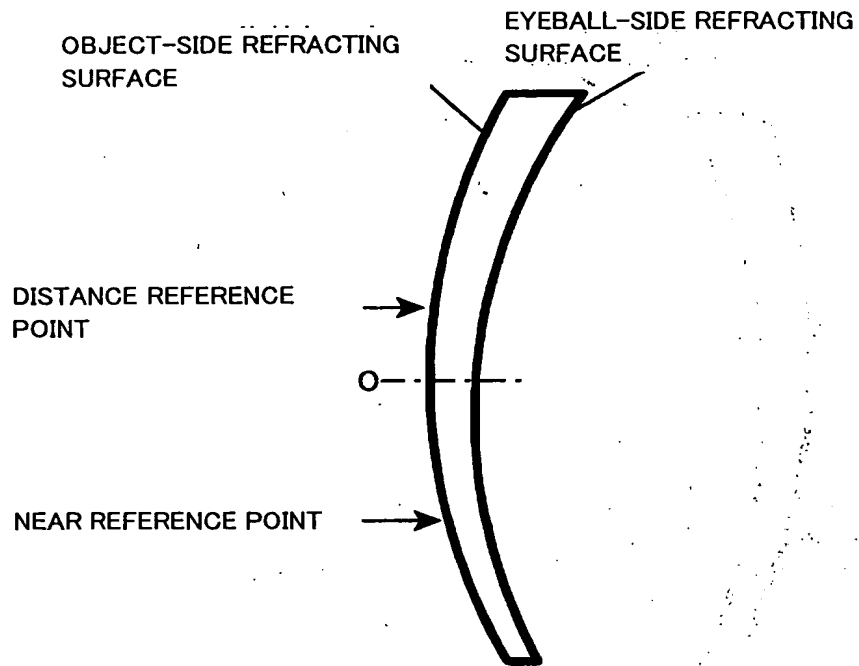 OBJECT-SIDE REFRACTING
SURFACE
EYEBALL-SIDE REFRACTING
SURFACE
DISTANCE REFERENCE
POINT
O
NEAR REFERENCE POINT